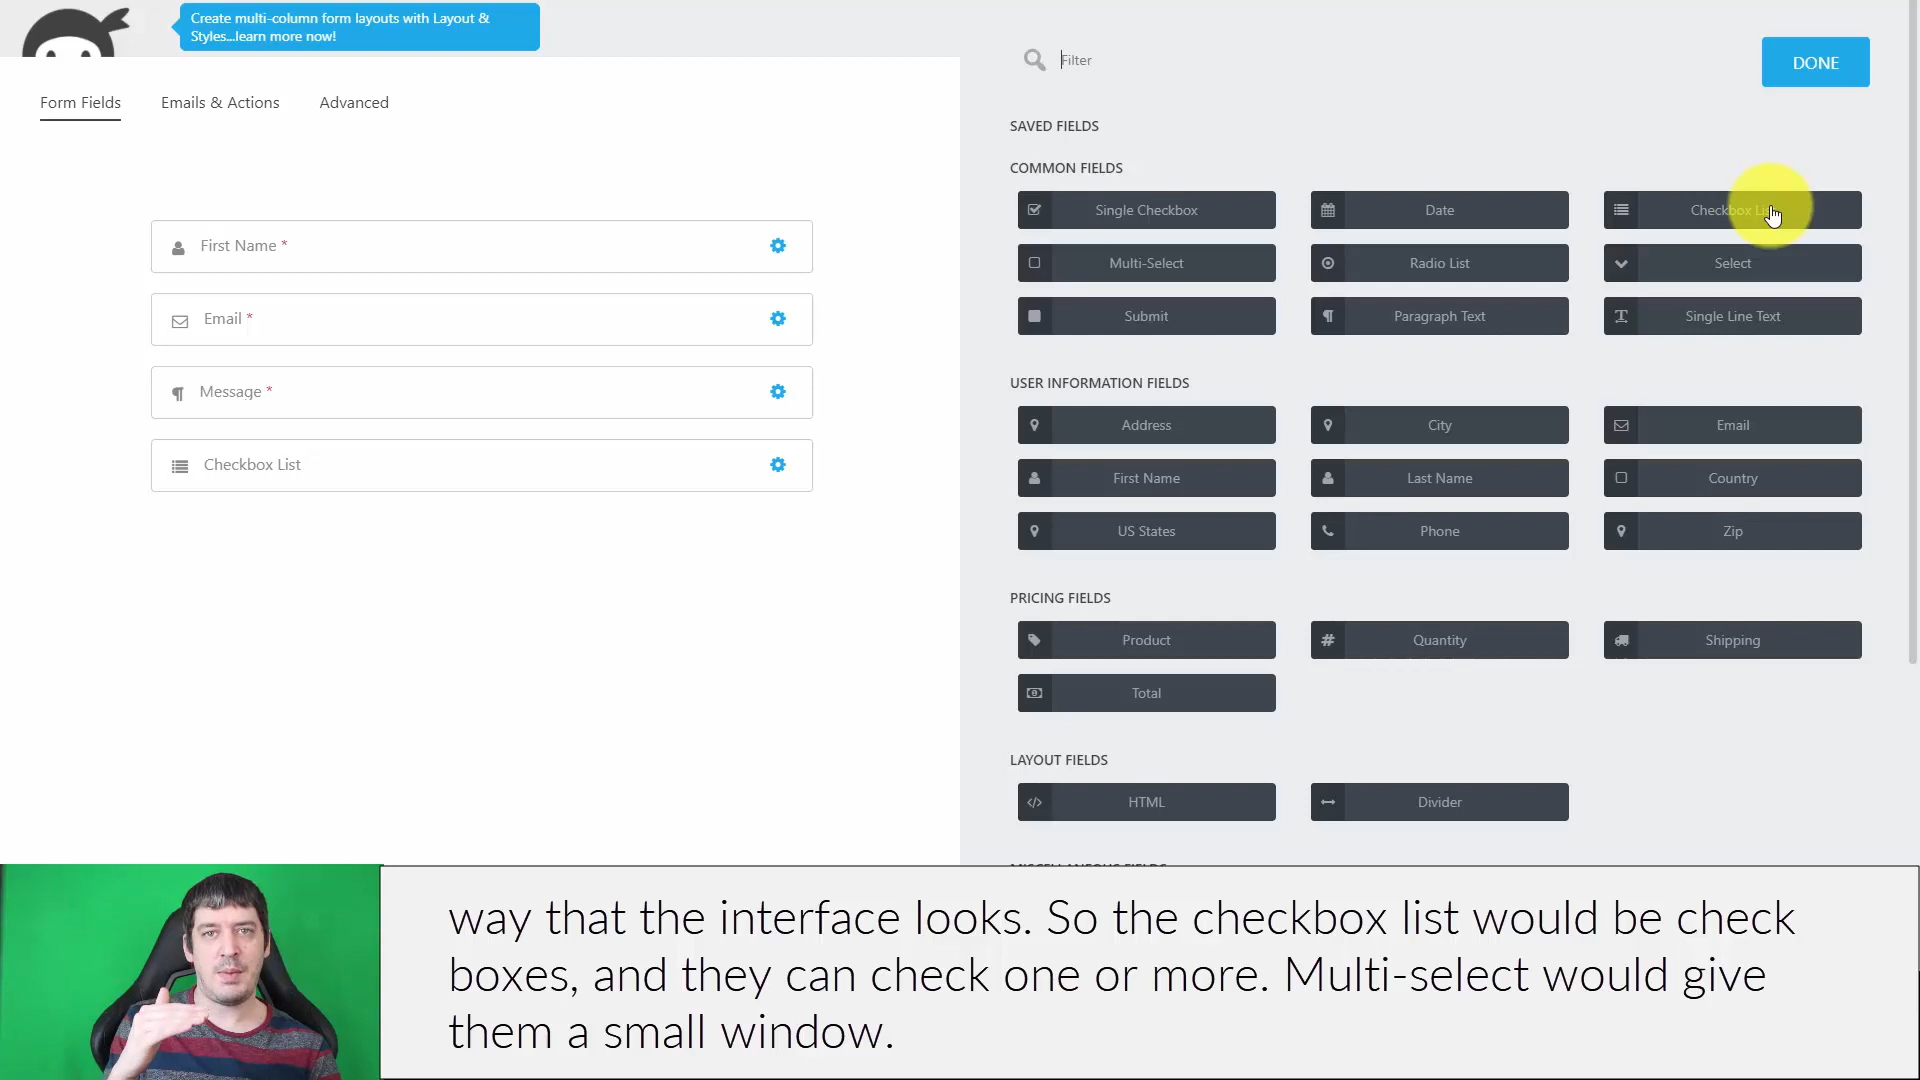 Create multi-column form layouts with Layout &
Styles...learn more now!
Filter
DONE
Form Fields
Emails & Actions
Advanced
SAVED FIELDS
COMMON FIELDS
Single Checkbox
Date
Checkbox
Multi-Select
Radio List
Select
Submit
Paragraph Text
Single Line Text
First Name *
Email *
Message *
Checkbox List
USER INFORMATION FIELDS
Address
City
Email
First Name
Last Name
Country
US States
Phone
Zip
PRICING FIELDS
Product
Quantity
Shipping
Total
LAYOUT FIELDS
HTML
Divider
way that the interface looks. So the checkbox list would be check
boxes, and they can check one or more. Multi-select would give
them a small window.